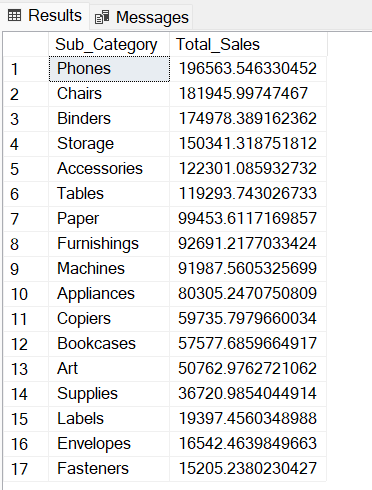 Results Messages
Sub_Category Total_Sales
1 Phones 196563.546330452
2 Chairs 181945.99747467
3 Binders 174978.389162362
4 Storage 150341.318751812
5 Accessories 122301.085932732
6 Tables 119293.743026733
7 Paper 99453.6117169857
8 Furnishings 92691.2177033424
9 Machines 91987.5605325699
10 Appliances 80305.2470750809
11 Copiers 59735.7979660034
12 Bookcases 57577.6859664917
13 Art 50762.9762721062
14 Supplies 36720.9854044914
15 Labels 19397.4560348988
16 Envelopes 16542.4639849663
17 Fasteners 15205.2380230427